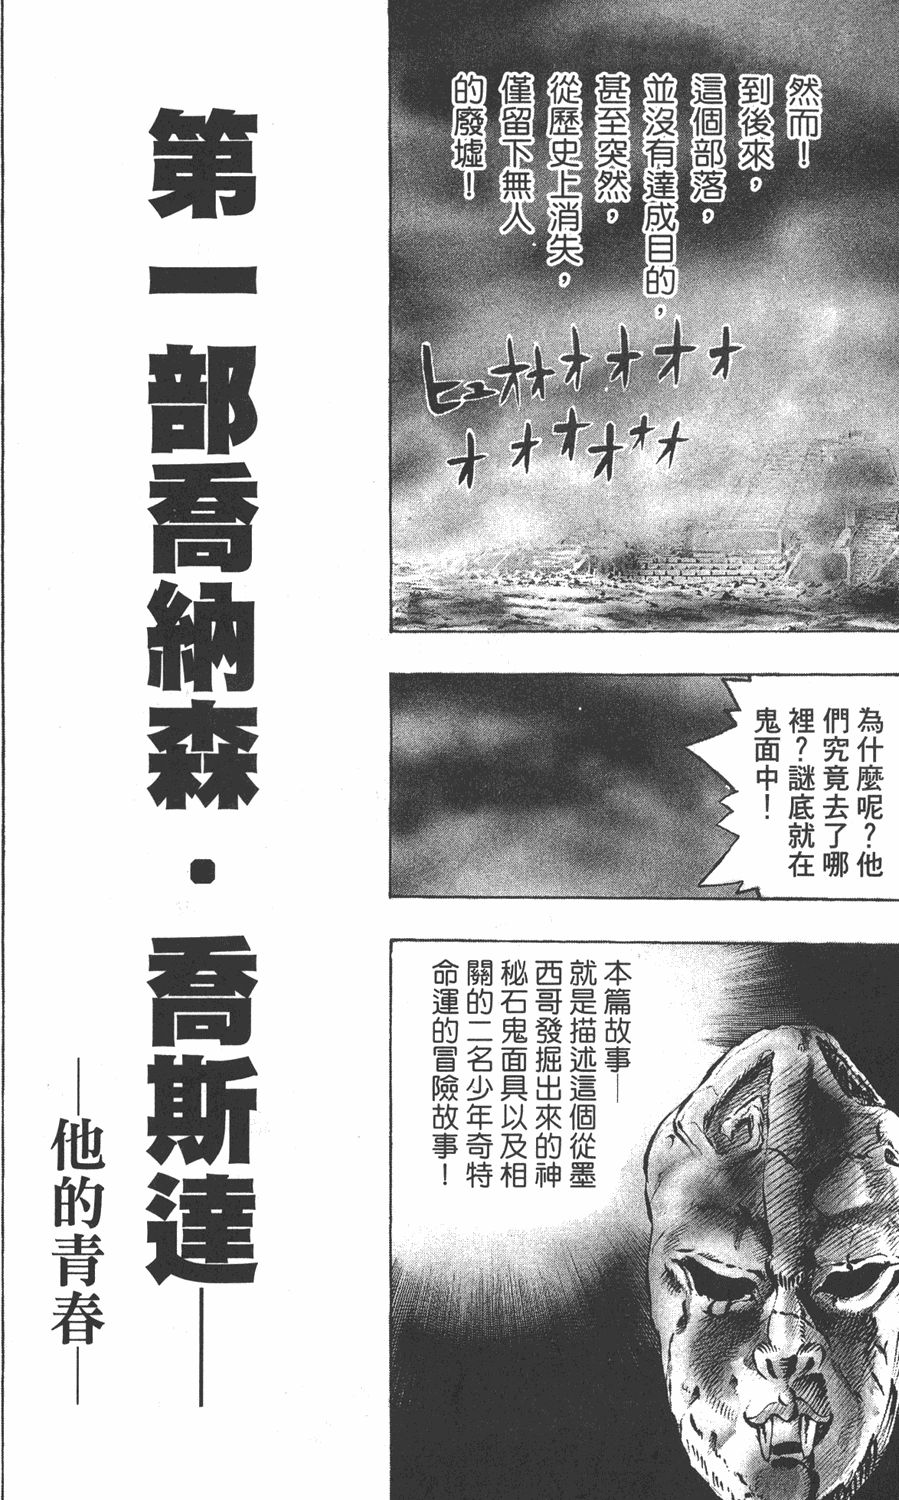 然而！
到後來，
這個部落，
並沒有達成目的，
甚至突然，
從歷史上消失，
僅留下無人
的廢墟！
ヒュオオオオオオ
オオオオオオ
為什麼呢？他
們究竟去了哪
裡？謎底就在
鬼面中！
本篇故事—
就是描述這個從墨
西哥發掘出來的神
秘石鬼面具以及相
關的二名少年奇特
命運的冒險故事！
第一部喬納森・喬斯達—
—他的青春—